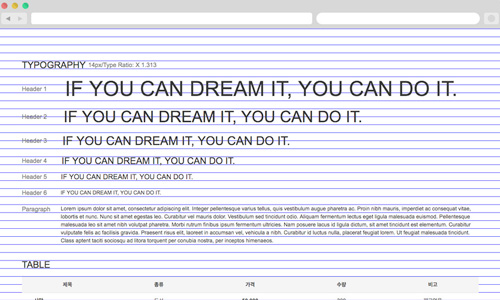 TYPOGRAPHY 14px/Type Ratio: X 1.313
Header 1 IF YOU CAN DREAM IT, YOU CAN DO IT.
Header 2 IF YOU CAN DREAM IT, YOU CAN DO IT.
Header 3 IF YOU CAN DREAM IT, YOU CAN DO IT.
Header 4 IF YOU CAN DREAM IT, YOU CAN DO IT.
Header 5 IF YOU CAN DREAM IT, YOU CAN DO IT.
Header 6 IF YOU CAN DREAM IT, YOU CAN DO IT.
Paragraph Lorem ipsum dolor sit amet, consectetur adipiscing elit. Integer pellentesque varius tellus, quis vestibulum augue pharetra ac. Proin nibh mauris, imperdiet ac consequat vitae,
lobortis et nunc. Nunc sit amet egestas leo. Curabitur vel mauris dolor. Vestibulum sed tincidunt odio. Aliquam fermentum lectus eget ligula malesuada euismod. Pellentesque
malesuada leo sit amet nibh volutpat pharetra. Morbi rutrum finibus ipsum fermentum ultricies. Nam posuere lacus id ligula dictum, sit amet tincidunt est elementum. Curabitur
vulputate felis ac facilisis gravida. Praesent risus elit, laoreet in accumsan vel, vehicula a nibh. Curabitur id luctus nulla, placerat feugiat lorem. Ut feugiat malesuada tincidunt.
Class aptent taciti sociosqu ad litora torquent per conubia nostra, per inceptos himenaeos.
TABLE
제목 종류 가격 수량 비고